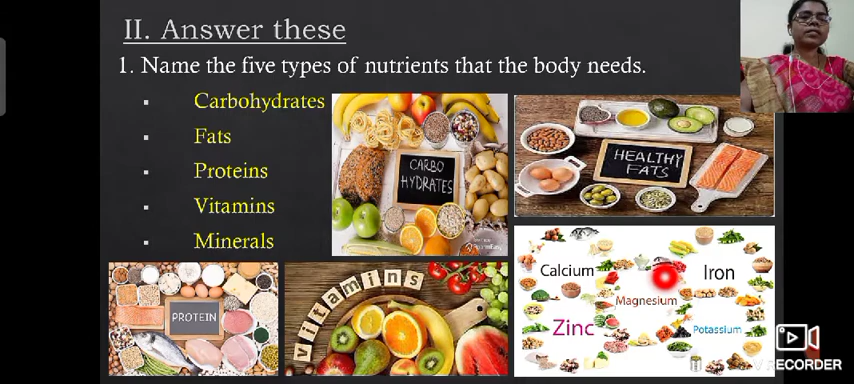 II. Answer these
1. Name the five types of nutrients that the body needs.
▪ Carbohydrates
▪ Fats
▪ Proteins
▪ Vitamins
▪ Minerals
CARBO
HYDRATES
HEALTHY
FATS
PROTEIN
vitamins
Calcium
Iron
Magnesium
Zinc
Potassium
V RECORDER